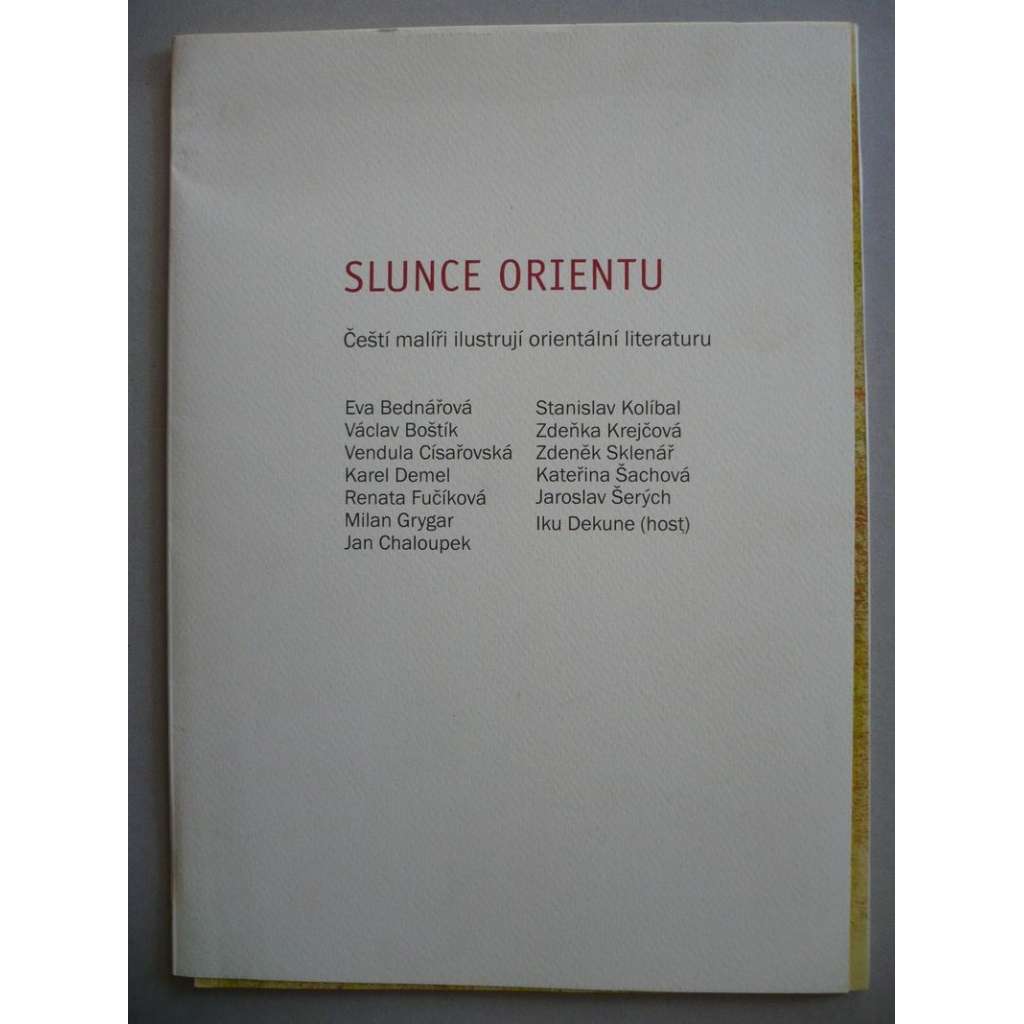 SLUNCE ORIENTU
Čeští malíři ilustrují orientální literaturu
Eva Bednářová
Václav Boštík
Vendula Císařovská
Karel Demel
Renata Fučíková
Milan Grygar
Jan Chaloupek
Stanislav Kolíbal
Zdeňka Krejčová
Zdeněk Sklenář
Kateřina Šachová
Jaroslav Šerých
Iku Dekune (host)